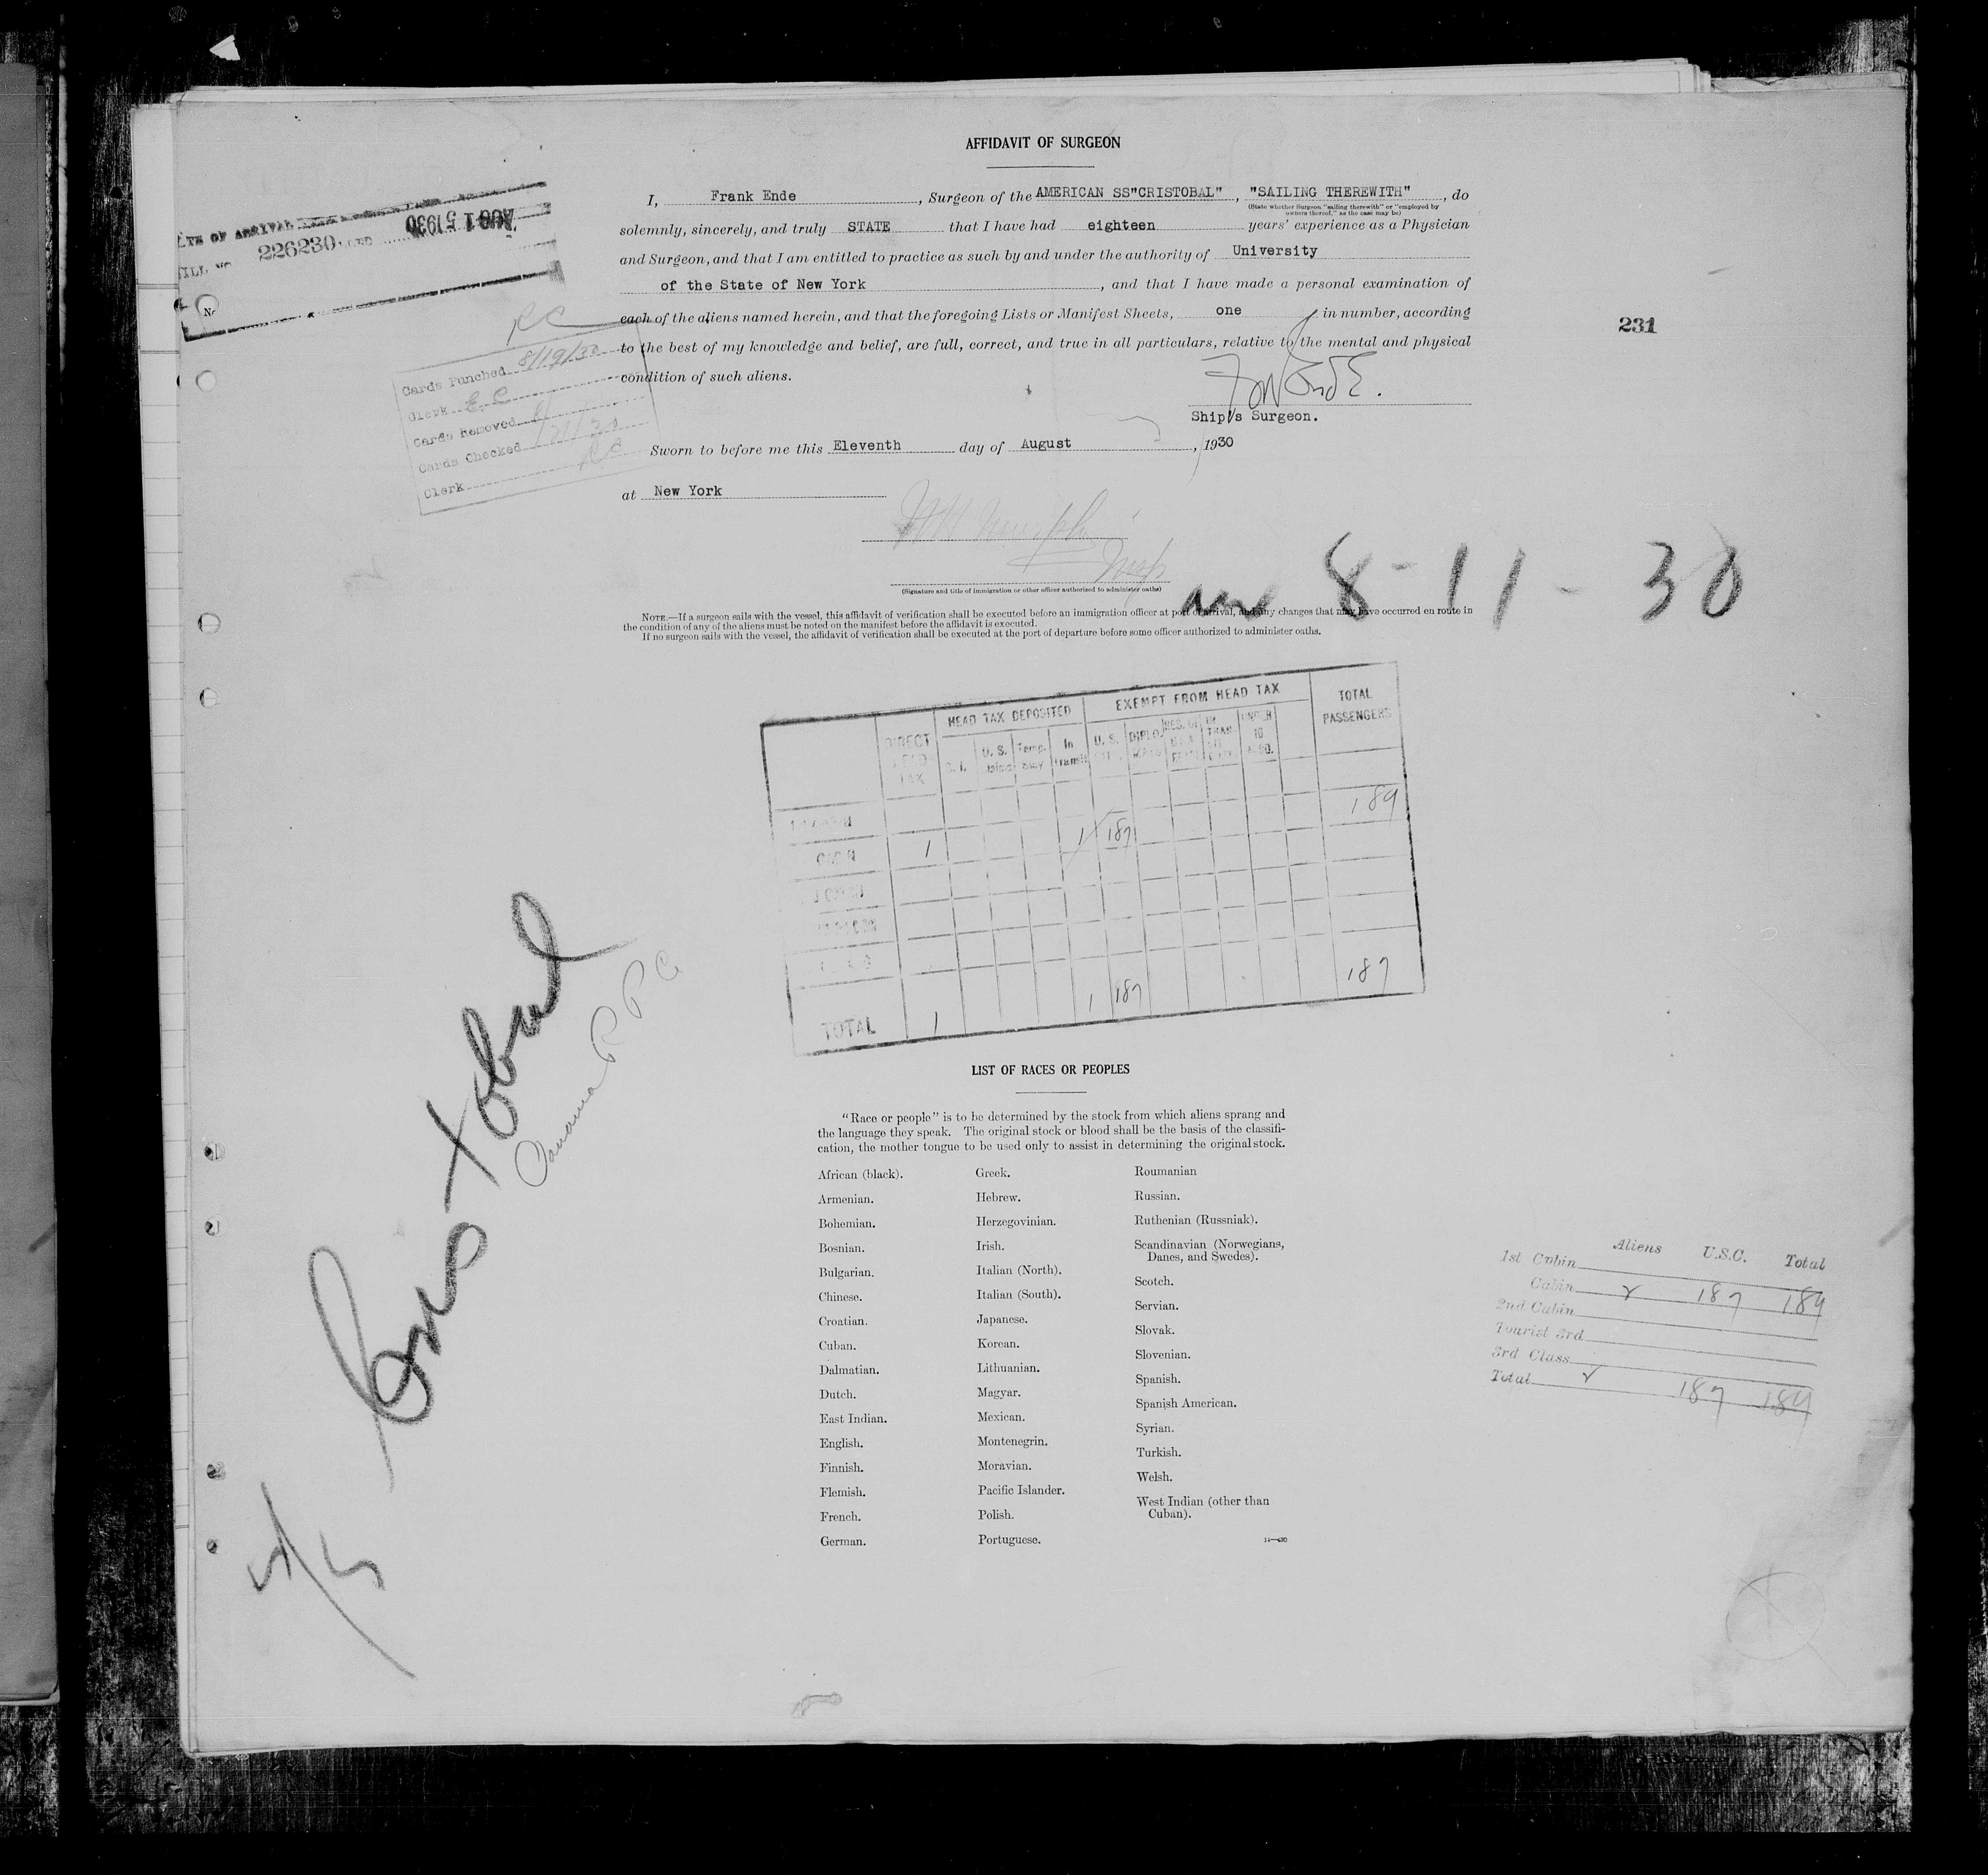 AFFIDAVIT OF SURGEON
I, Frank Ende, Surgeon of the AMERICAN SS"CRISTOBAL", "SAILING THEREWITH", do
(State whether Surgeon "sailing therewith" or "employed by
owners thereof," as the case may be)
solemnly, sincerely, and truly STATE that I have had eighteen years' experience as a Physician
and Surgeon, and that I am entitled to practice as such by and under the authority of University
of the State of New York, and that I have made a personal examination of
each of the aliens named herein, and that the foregoing Lists or Manifest Sheets, one in number, according
to the best of my knowledge and belief, are full, correct, and true in all particulars, relative to the mental and physical
condition of such aliens.
Ship's Surgeon.
Sworn to before me this Eleventh day of August, 1930
at New York
Insp
(Signature and title of immigration or other officer authorized to administer oaths)
NOTE.—If a surgeon sails with the vessel, this affidavit of verification shall be executed before an immigration officer at port of arrival, and any changes that may have occurred en route in
the condition of any of the aliens must be noted on the manifest before the affidavit is executed.
If no surgeon sails with the vessel, the affidavit of verification shall be executed at the port of departure before some officer authorized to administer oaths.
OF ARRIVAL
226230
AUG 15 1930
RC
Cards Punched 8/19/30
Clerk E.C
Cards Removed
Cards Checked
Clerk RC
231
8-11-30
DIRECT HEAD TAX
HEAD TAX DEPOSITED
EXEMPT FROM HEAD TAX
TOTAL PASSENGERS
U. S. Temp. stay In transit U. S. UNDER
189
CABIN 1 1 187
187
TOTAL 1 1 187
Cristobal
Panama R R Co
LIST OF RACES OR PEOPLES
"Race or people" is to be determined by the stock from which aliens sprang and
the language they speak. The original stock or blood shall be the basis of the classifi-
cation, the mother tongue to be used only to assist in determining the original stock.
African (black).
Armenian.
Bohemian.
Bosnian.
Bulgarian.
Chinese.
Croatian.
Cuban.
Dalmatian.
Dutch.
East Indian.
English.
Finnish.
Flemish.
French.
German.
Greek.
Hebrew.
Herzegovinian.
Irish.
Italian (North).
Italian (South).
Japanese.
Korean.
Lithuanian.
Magyar.
Mexican.
Montenegrin.
Moravian.
Pacific Islander.
Polish.
Portuguese.
Roumanian
Russian.
Ruthenian (Russniak).
Scandinavian (Norwegians,
Danes, and Swedes).
Scotch.
Servian.
Slovak.
Slovenian.
Spanish.
Spanish American.
Syrian.
Turkish.
Welsh.
West Indian (other than
Cuban).
Aliens U.S.C. Total
1st Cabin
Cabin 2 187 189
2nd Cabin
Tourist 3rd
3rd Class
Total 2 187 189